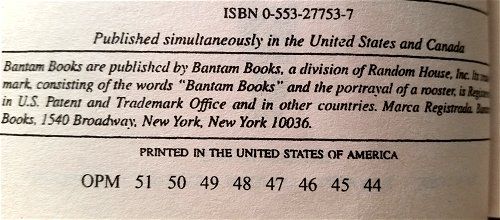 ISBN 0-553-27753-7
Published simultaneously in the United States and Canada
Bantam Books are published by Bantam Books, a division of Random House, Inc. Its
mark, consisting of the words "Bantam Books" and the portrayal of a rooster, is
in U.S. Patent and Trademark Office and in other countries. Marca Registrada.
Books, 1540 Broadway, New York, New York 10036.
PRINTED IN THE UNITED STATES OF AMERICA
OPM 51 50 49 48 47 46 45 44